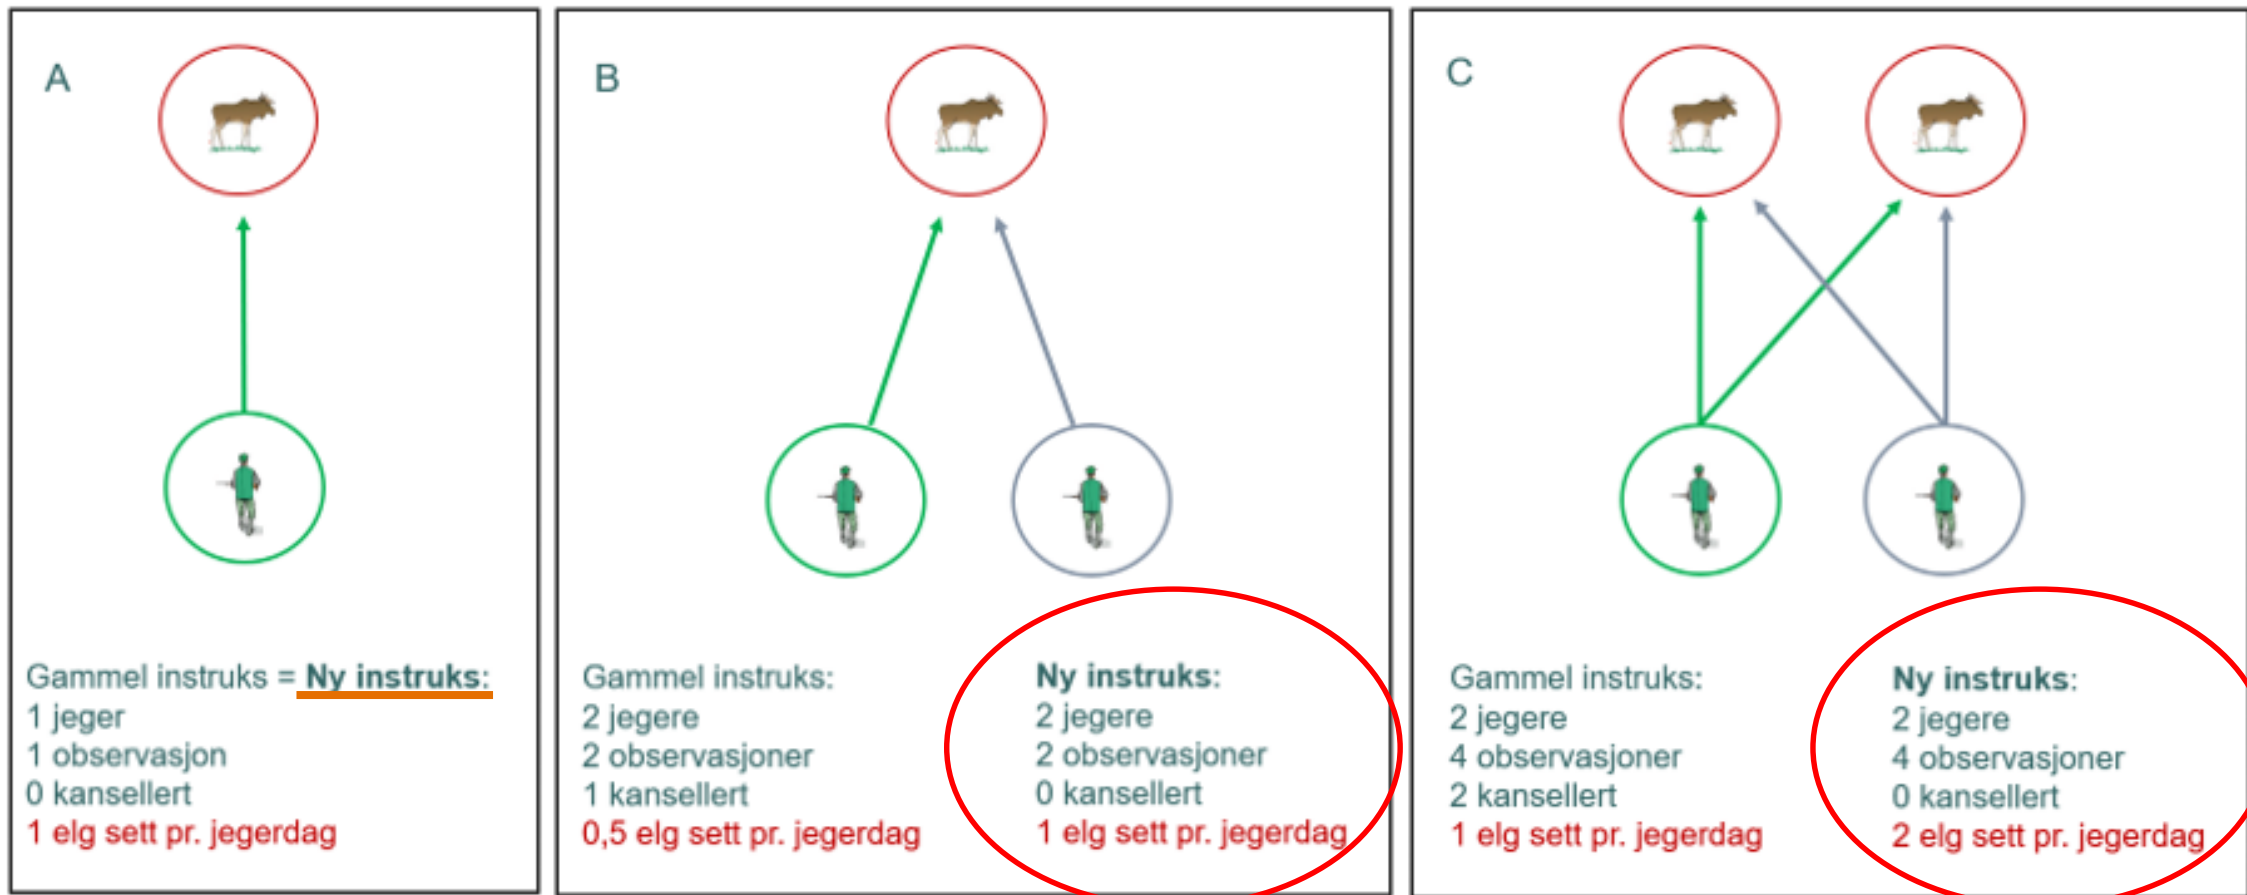 A
Gammel instruks = Ny instruks:
1 jeger
1 observasjon
0 kansellert
1 elg sett pr. jegerdag
B
Gammel instruks:
2 jegere
2 observasjoner
1 kansellert
0,5 elg sett pr. jegerdag
Ny instruks:
2 jegere
2 observasjoner
0 kansellert
1 elg sett pr. jegerdag
C
Gammel instruks:
2 jegere
4 observasjoner
2 kansellert
1 elg sett pr. jegerdag
Ny instruks:
2 jegere
4 observasjoner
0 kansellert
2 elg sett pr. jegerdag